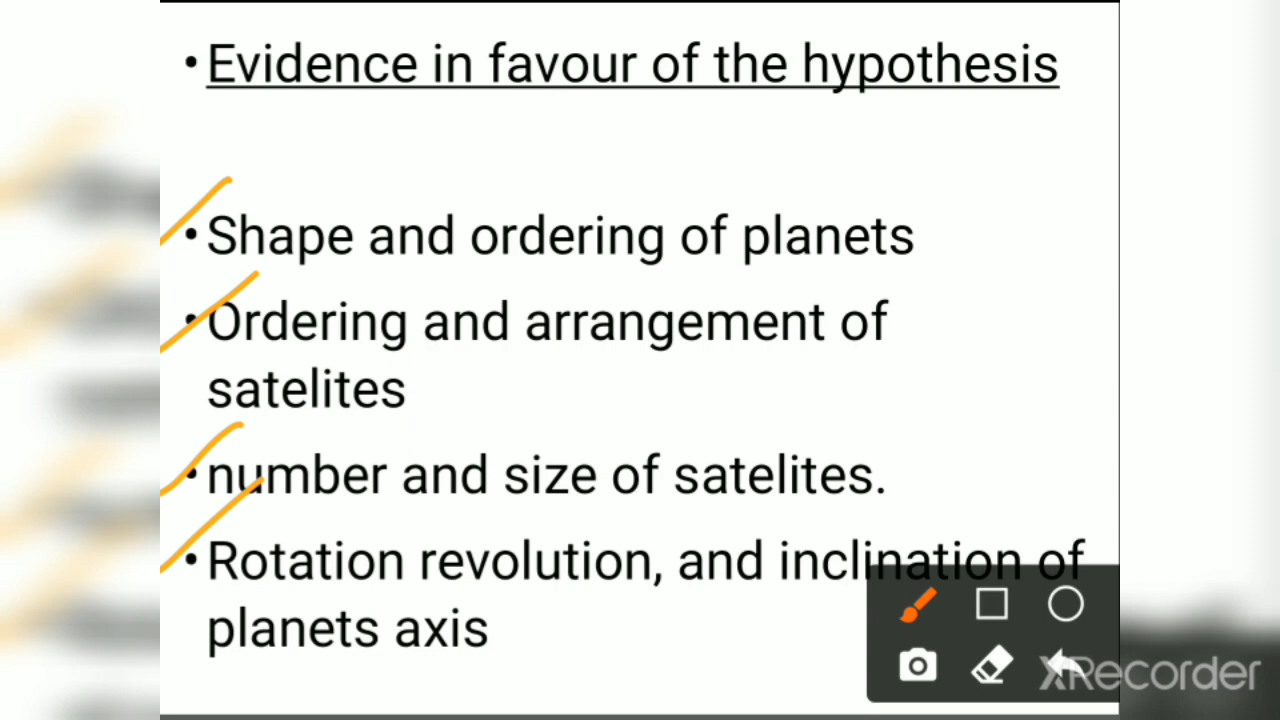 • Evidence in favour of the hypothesis
• Shape and ordering of planets
• Ordering and arrangement of
satelites
• number and size of satelites.
• Rotation revolution, and inclination of
planets axis
XRecorder